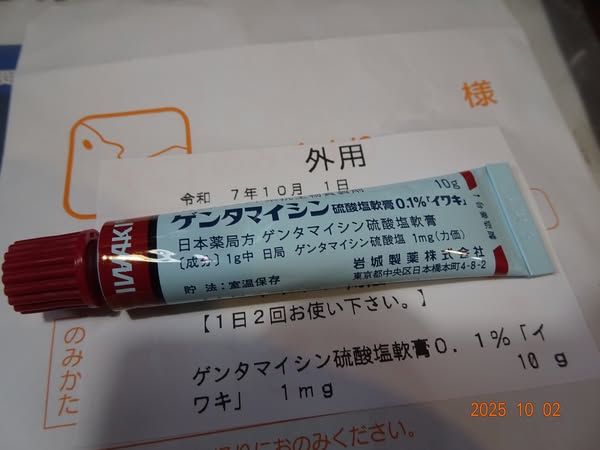 様
外用
令和 7年10月 1日
10g
ゲンタマイシン硫酸塩軟膏0.1%「イワキ」
日本薬局方 ゲンタマイシン硫酸塩軟膏
〔成分〕1g中 日局 ゲンタマイシン硫酸塩 1mg(力価)
岩城製薬株式会社
東京都中央区日本橋本町4-8-2
貯 法：室温保存
製造番号
IWAKI
【1日2回お使い下さい。】
ゲンタマイシン硫酸塩軟膏0.1%「イ
ワキ」 1mg 10g
のみかた
におのみください。
2025 10 02